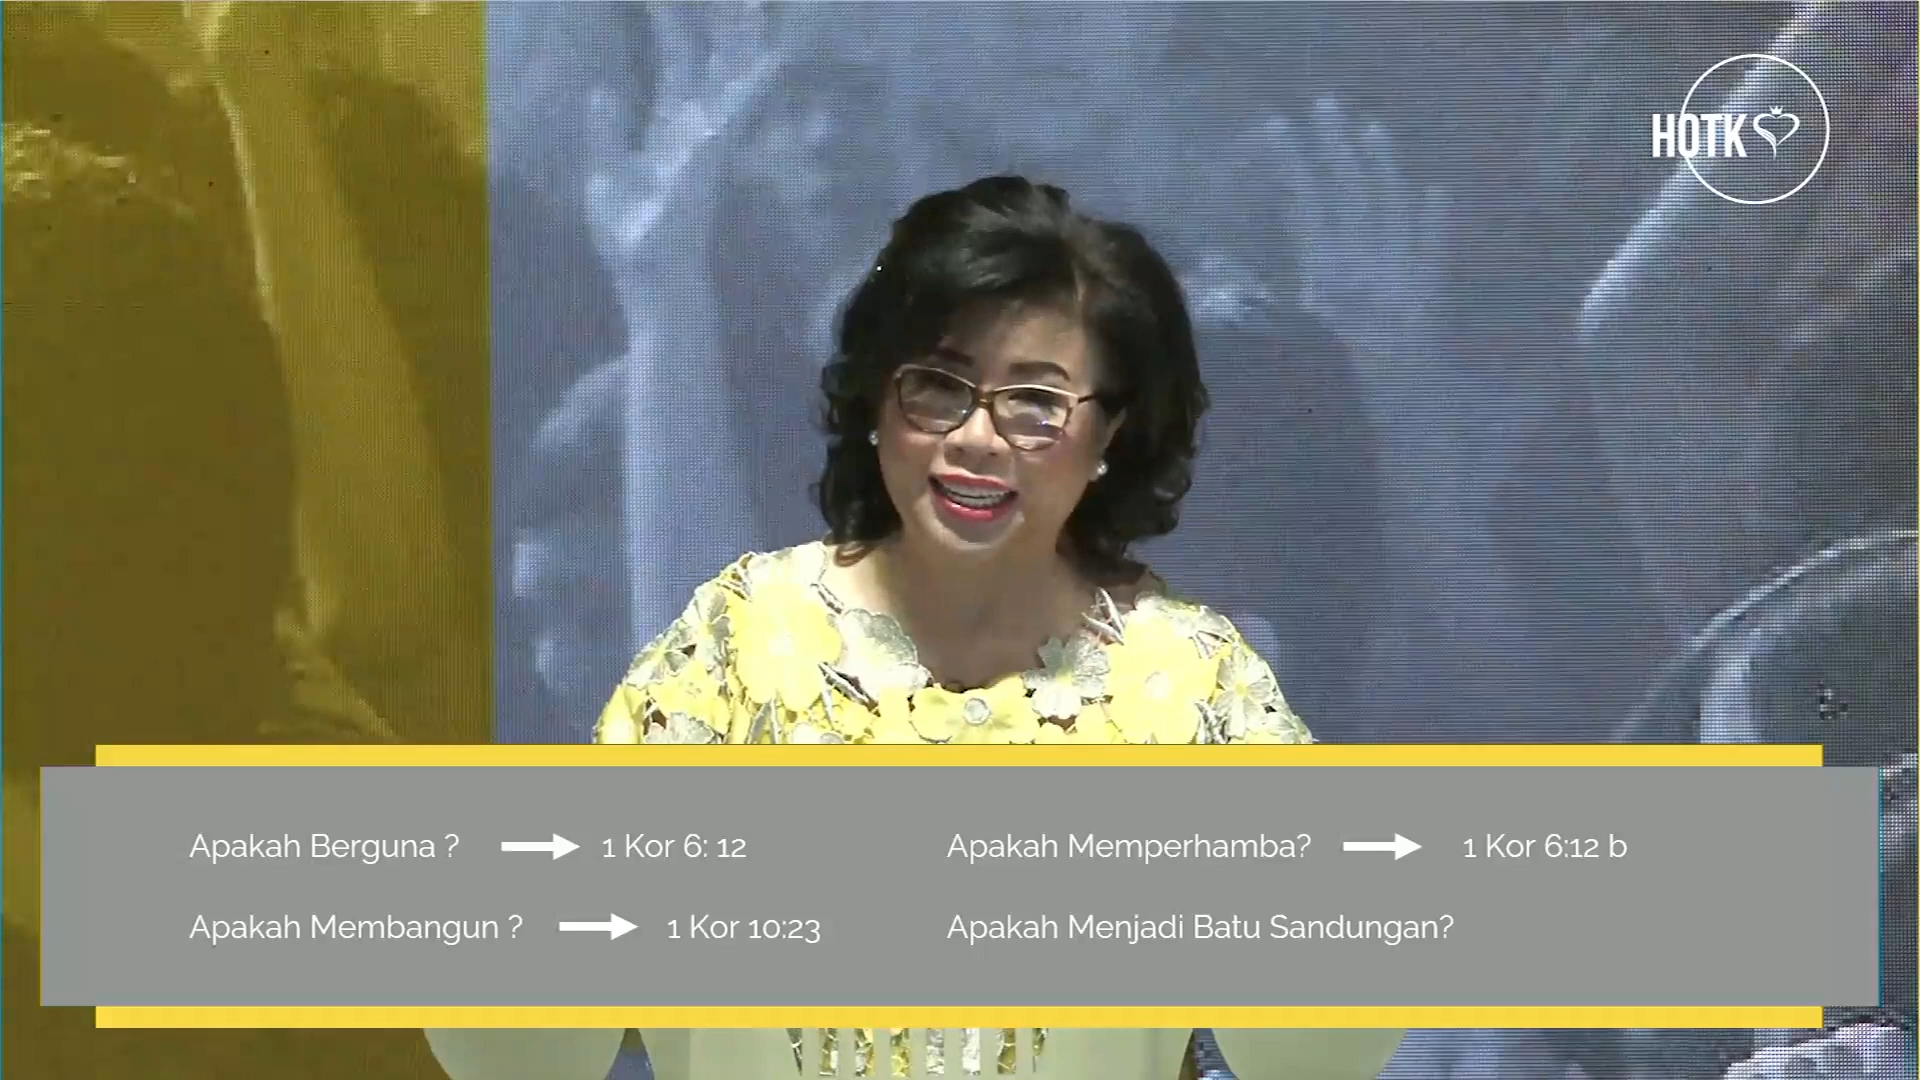 HOTK
Apakah Berguna ? → 1 Kor 6: 12
Apakah Membangun ? → 1 Kor 10:23
Apakah Memperhamba? → 1 Kor 6:12 b
Apakah Menjadi Batu Sandungan?